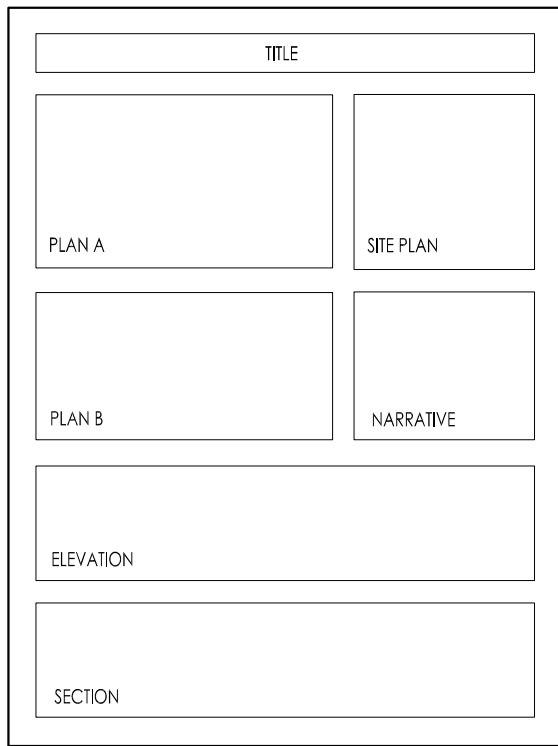 TITLE
PLAN A
SITE PLAN
PLAN B
NARRATIVE
ELEVATION
SECTION